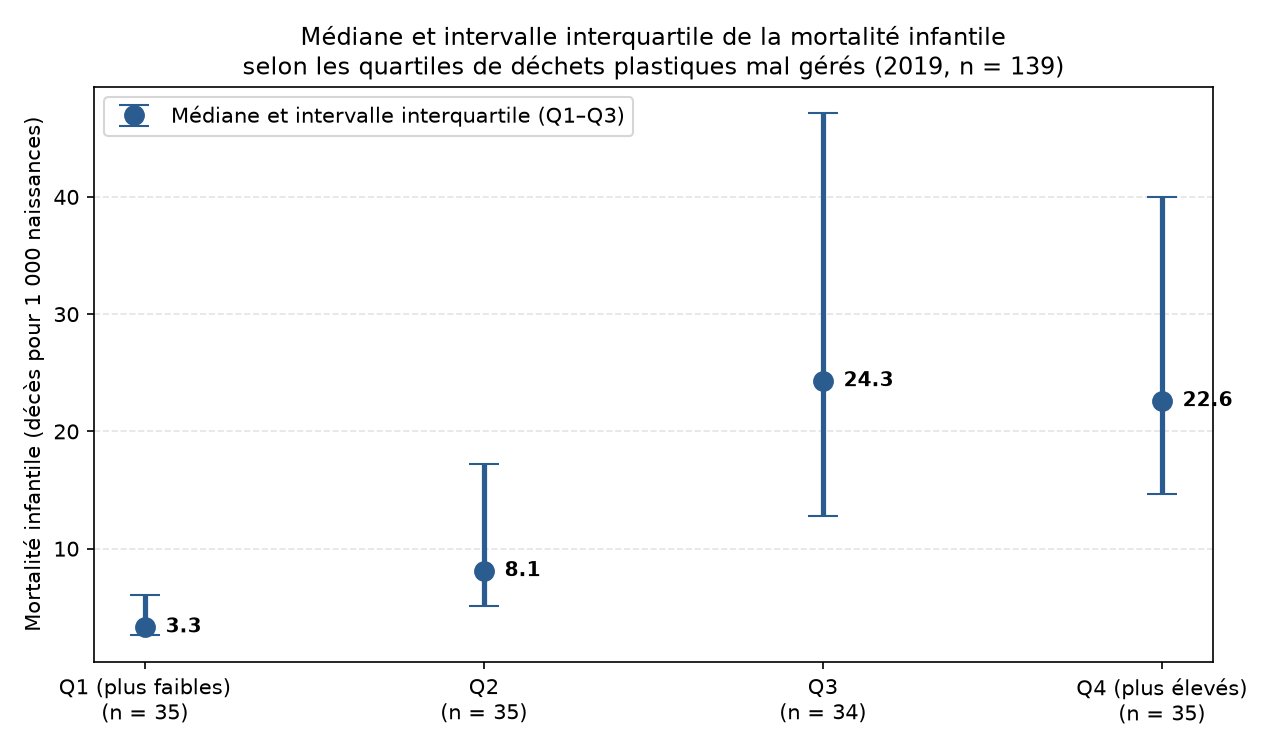 Médiane et intervalle interquartile de la mortalité infantile
selon les quartiles de déchets plastiques mal gérés (2019, n = 139)
Médiane et intervalle interquartile (Q1–Q3)
Mortalité infantile (décès pour 1 000 naissances)
40
30
20
10
3.3
8.1
24.3
22.6
Q1 (plus faibles)
(n = 35)
Q2
(n = 35)
Q3
(n = 34)
Q4 (plus élevés)
(n = 35)